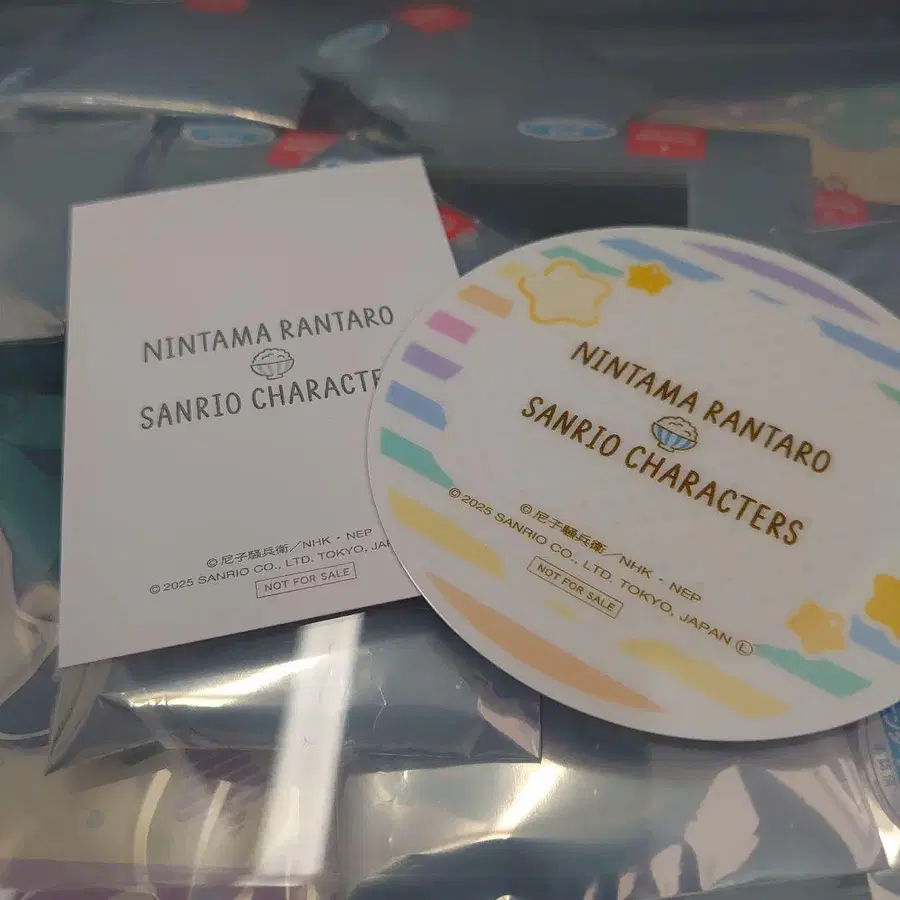 NINTAMA RANTARO
SANRIO CHARACTE
©尼子騒兵衛／NHK・NEP
©2025 SANRIO CO., LTD. TOKYO, JA
NOT FOR SALE
NINTAMA RANTARO
SANRIO CHARACTERS
©尼子騒兵衛／NHK・NEP
©2025 SANRIO CO., LTD. TOKYO, JAPAN Ⓛ
NOT FOR SALE